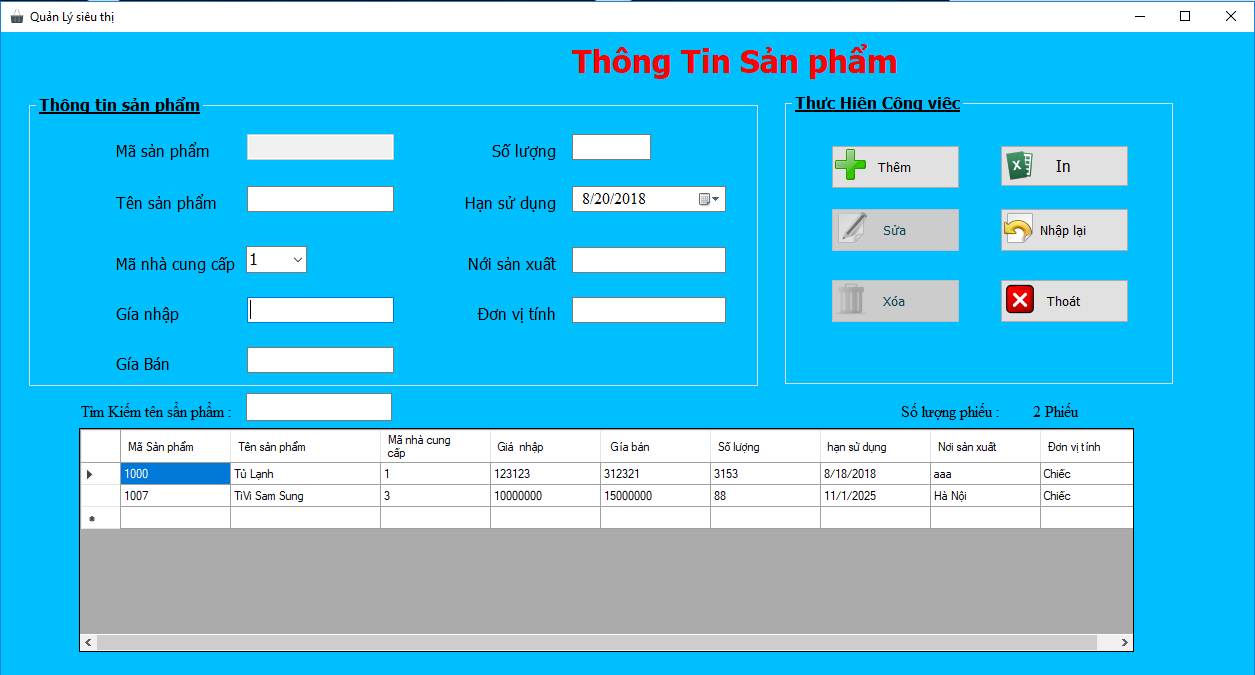 Quản Lý siêu thị
Thông Tin Sản phẩm
Thông tin sản phẩm
Thực Hiện Công việc
Mã sản phẩm
Số lượng
Thêm
In
Tên sản phẩm
Hạn sử dụng
8/20/2018
Sửa
Nhập lại
Mã nhà cung cấp
1
Nới sản xuất
Gía nhập
Đơn vị tính
Xóa
Thoát
Gía Bán
Tìm Kiếm tên sẩn phẩm :
Số lượng phiếu :
2 Phiếu
Mã Sản phẩm Tên sản phẩm Mã nhà cung cấp Giá nhập Gía bán Số lượng hạn sử dụng Nơi sản xuất Đơn vị tính
1000 Tủ Lạnh 1 123123 312321 3153 8/18/2018 aaa Chiếc
1007 TiVi Sam Sung 3 10000000 15000000 88 11/1/2025 Hà Nội Chiếc